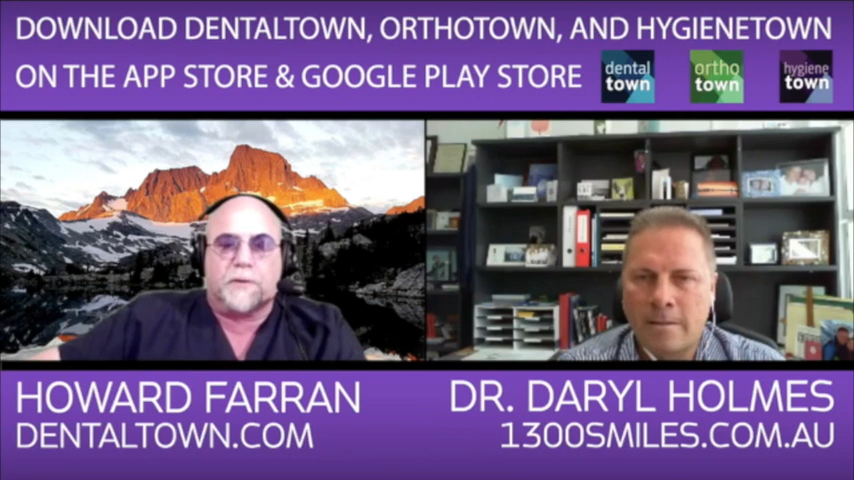 DOWNLOAD DENTALTOWN, ORTHOTOWN, AND HYGIENETOWN
ON THE APP STORE & GOOGLE PLAY STORE
dental
town
ortho
town
hygiene
town
HOWARD FARRAN
DENTALTOWN.COM
DR. DARYL HOLMES
1300SMILES.COM.AU